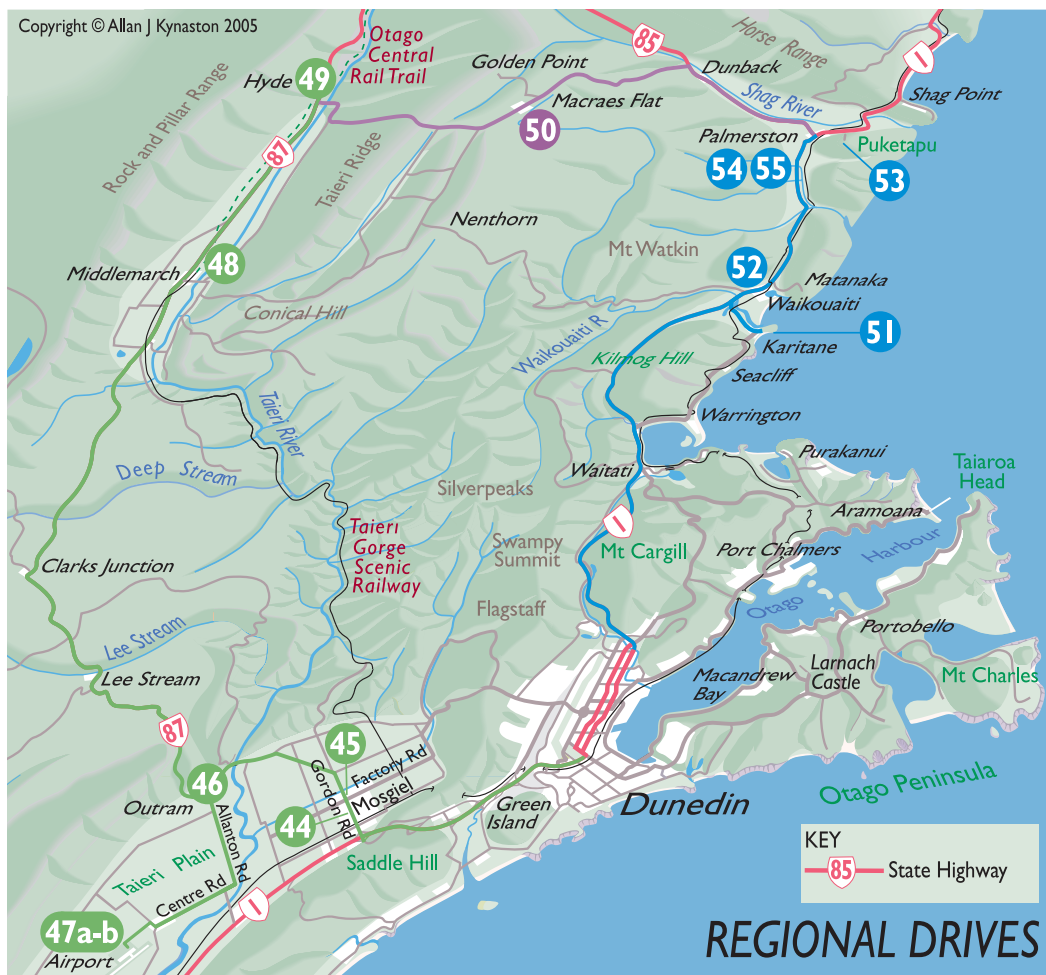 Copyright © Allan J Kynaston 2005
Otago
Central
Rail Trail
85
Horse Range
1
Golden Point
Dunback
Hyde
49
Macraes Flat
Shag River
Shag Point
Rock and Pillar Range
50
Palmerston
Puketapu
87
Taieri Ridge
54
55
53
Nenthorn
Mt Watkin
Middlemarch
48
52
Matanaka
Waikouaiti
Conical Hill
Waikouaiti R
51
Kilmog Hill
Karitane
Seacliff
Taieri River
Warrington
Deep Stream
Waitati
Purakanui
Taiaroa
Head
Silverpeaks
Aramoana
Taieri
Gorge
Scenic
Railway
1
Swampy
Summit
Mt Cargill
Port Chalmers
Harbour
Clarks Junction
Otago
Flagstaff
Lee Stream
Portobello
Lee Stream
Macandrew
Bay
Larnach
Castle
Mt Charles
87
45
46
Gordon Rd
Factory Rd
Mosgiel
Otago Peninsula
Outram
Allanton Rd
44
Green
Island
Dunedin
Taieri Plain
Saddle Hill
KEY
85 State Highway
Centre Rd
1
47a-b
Airport
REGIONAL DRIVES